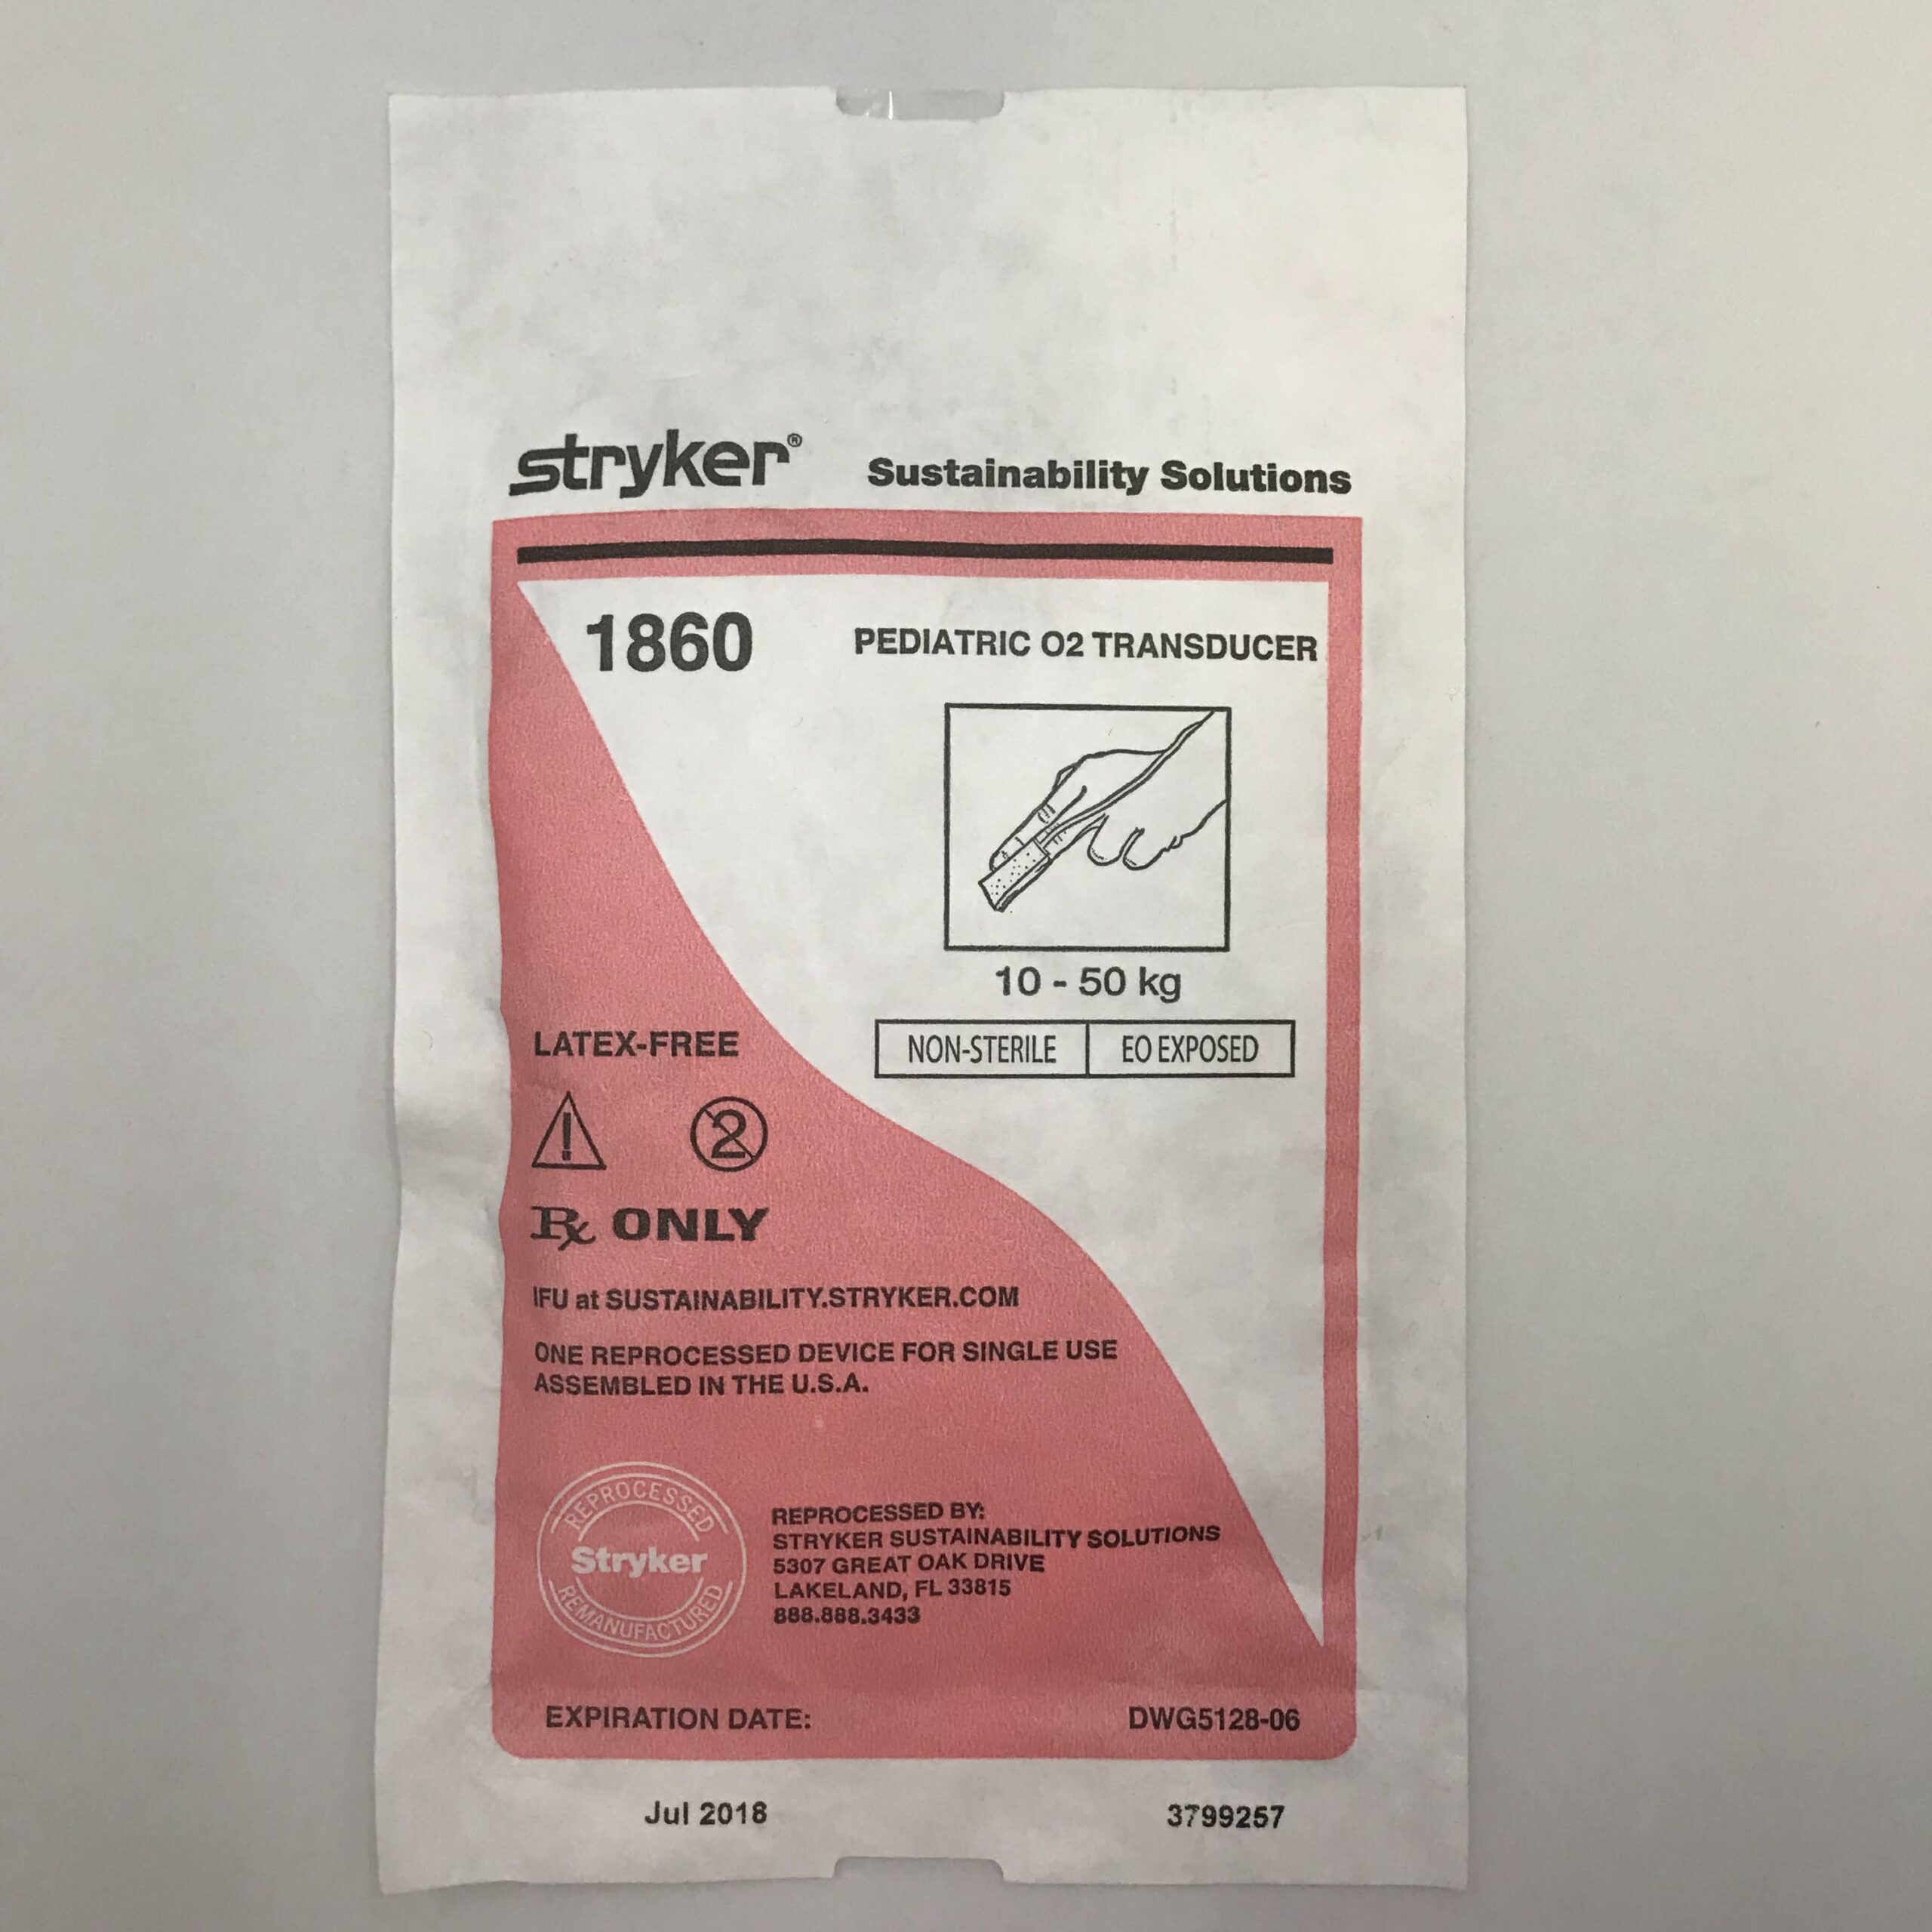 stryker®
Sustainability Solutions
1860
PEDIATRIC O2 TRANSDUCER
10 - 50 kg
NON-STERILE
EO EXPOSED
LATEX-FREE
!
2
Rx ONLY
IFU at SUSTAINABILITY.STRYKER.COM
ONE REPROCESSED DEVICE FOR SINGLE USE
ASSEMBLED IN THE U.S.A.
REPROCESSED
Stryker
REMANUFACTURED
REPROCESSED BY:
STRYKER SUSTAINABILITY SOLUTIONS
5307 GREAT OAK DRIVE
LAKELAND, FL 33815
888.888.3433
EXPIRATION DATE:
DWG5128-06
Jul 2018
3799257